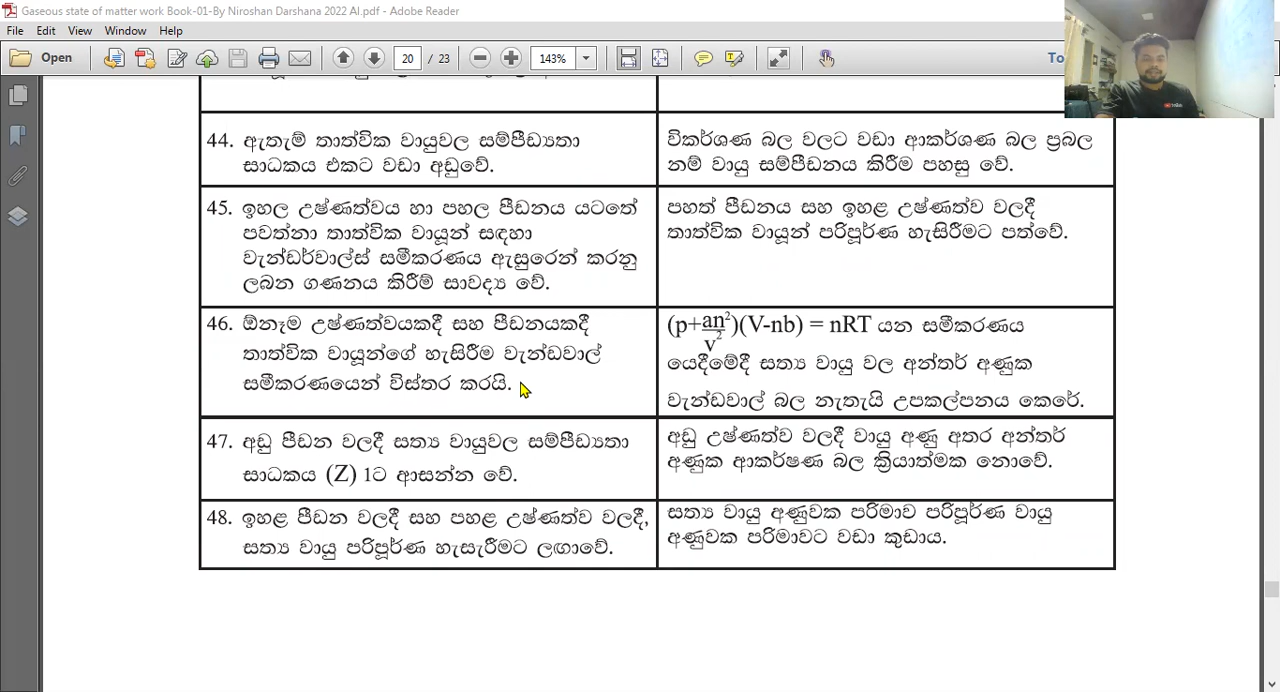 Gaseous state of matter work Book-01-By Niroshan Darshana 2022 Al.pdf - Adobe Reader
File Edit View Window Help
Open 20 / 23 143% To
44. ඇතැම් තාත්වික වායුවල සම්පීඩ්‍යතා
සාධකය එකට වඩා අඩුවේ.
විකර්ශණ බල වලට වඩා ආකර්ශණ බල ප්‍රබල
නම් වායු සම්පීඩනය කිරීම පහසු වේ.
45. ඉහල උෂ්ණත්වය හා පහල පීඩනය යටතේ
පවත්නා තාත්වික වායූන් සඳහා
වැන්ඩර්වාල්ස් සමීකරණය ඇසුරෙන් කරනු
ලබන ගණනය කිරීම් සාවද්‍ය වේ.
පහත් පීඩනය සහ ඉහළ උෂ්ණත්ව වලදී
තාත්වික වායූන් පරිපූර්ණ හැසිරීමට පත්වේ.
46. ඕනෑම උෂ්ණත්වයකදී සහ පීඩනයකදී
තාත්වික වායූන්ගේ හැසිරීම වැන්ඩවාල්
සමීකරණයෙන් විස්තර කරයි.
(p+an²/v²)(V-nb) = nRT යන සමීකරණය
යෙදීමේදී සත්‍ය වායු වල අන්තර් අණුක
වැන්ඩවාල් බල නැතැයි උපකල්පනය කෙරේ.
47. අඩු පීඩන වලදී සත්‍ය වායුවල සම්පීඩ්‍යතා
සාධකය (Z) 1ට ආසන්න වේ.
අඩු උෂ්ණත්ව වලදී වායු අණු අතර අන්තර්
අණුක ආකර්ෂණ බල ක්‍රියාත්මක නොවේ.
48. ඉහළ පීඩන වලදී සහ පහළ උෂ්ණත්ව වලදී,
සත්‍ය වායු පරිපූර්ණ හැසැරීමට ලඟාවේ.
සත්‍ය වායු අණුවක පරිමාව පරිපූර්ණ වායු
අණුවක පරිමාවට වඩා කුඩාය.